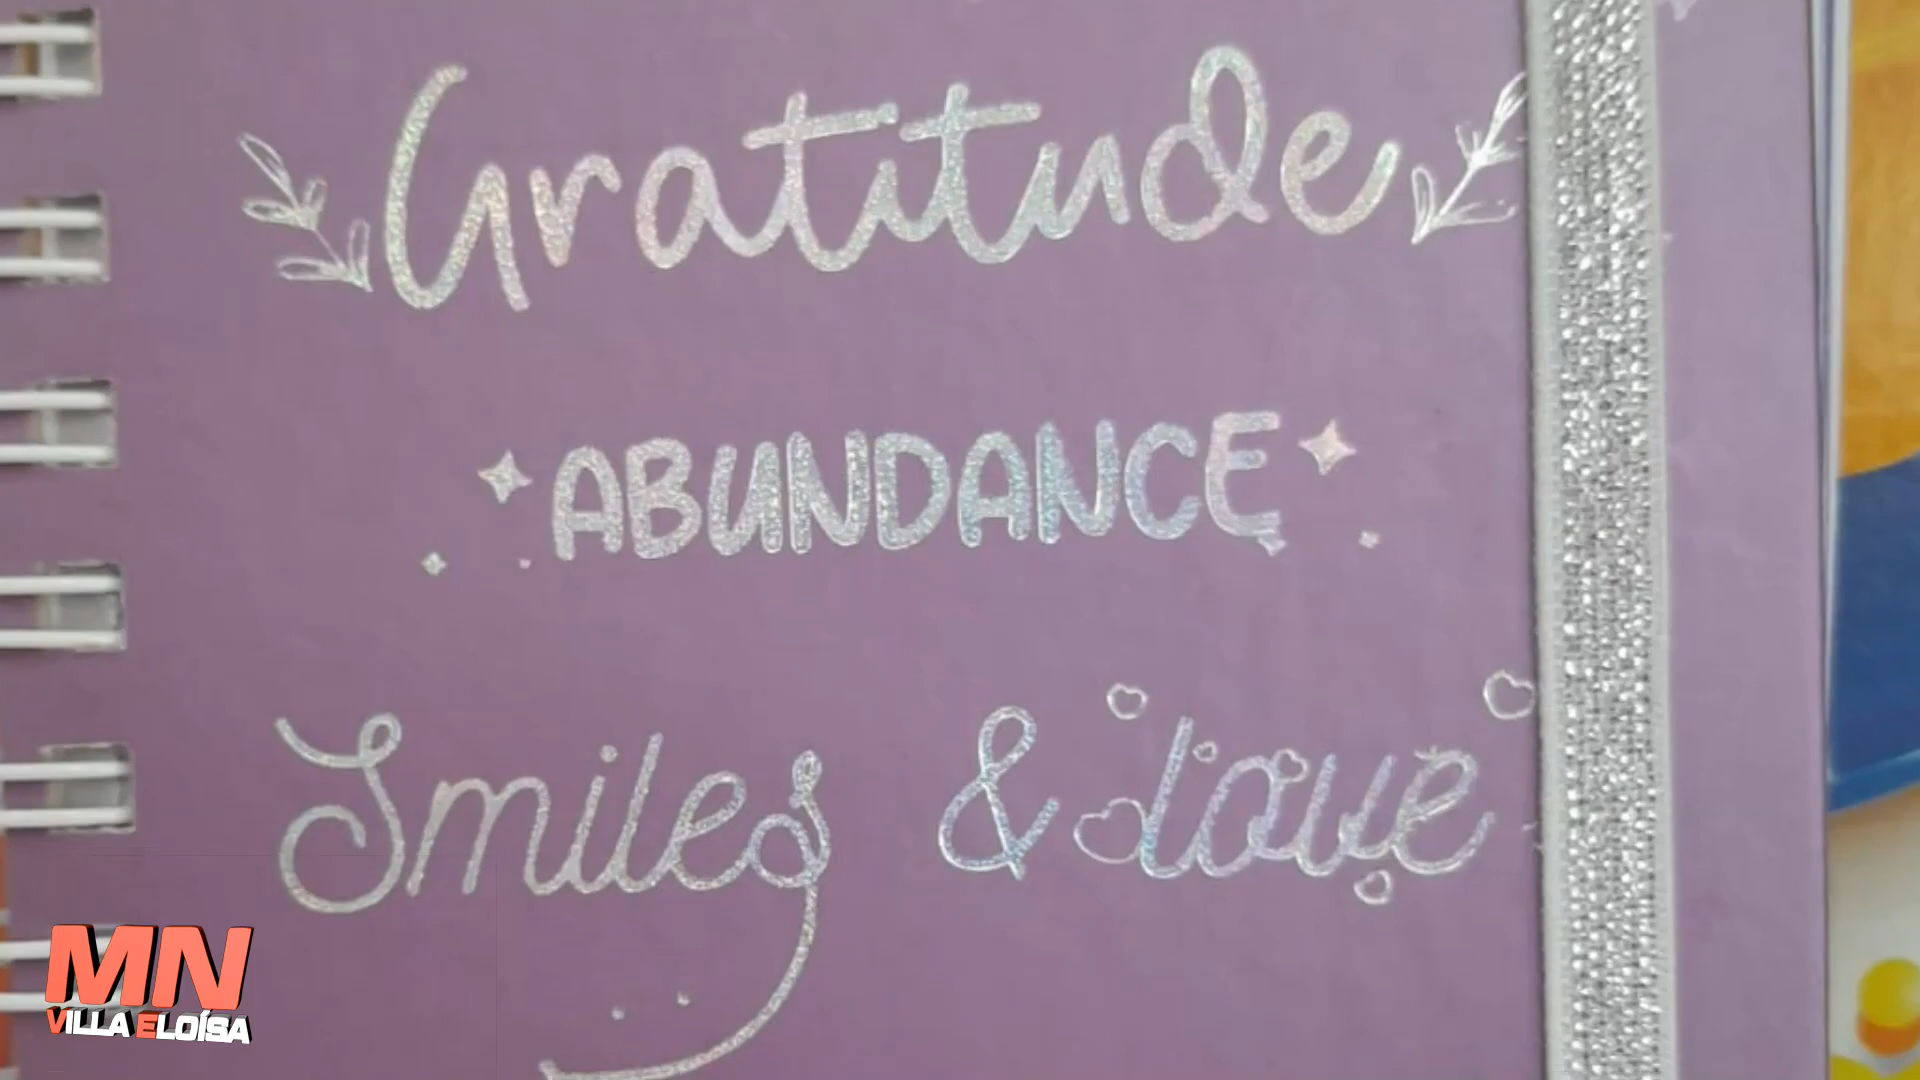 Gratitude
ABUNDANCE
Smiles & love
MN
VILLA ELOÍSA